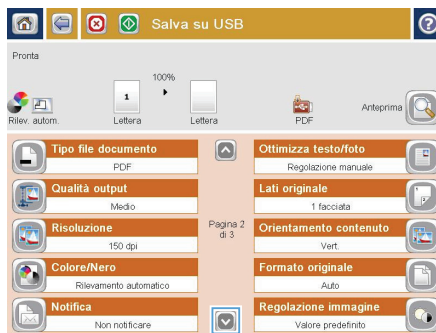 Salva su USB
Pronta
100%
1
Rilev. autom.
Lettera
Lettera
PDF
Anteprima
Tipo file documento
PDF
Ottimizza testo/foto
Regolazione manuale
Qualità output
Medio
Lati originale
1 facciata
Risoluzione
150 dpi
Pagina 2
di 3
Orientamento contenuto
Vert.
Colore/Nero
Rilevamento automatico
Formato originale
Auto
Notifica
Non notificare
Regolazione immagine
Valore predefinito